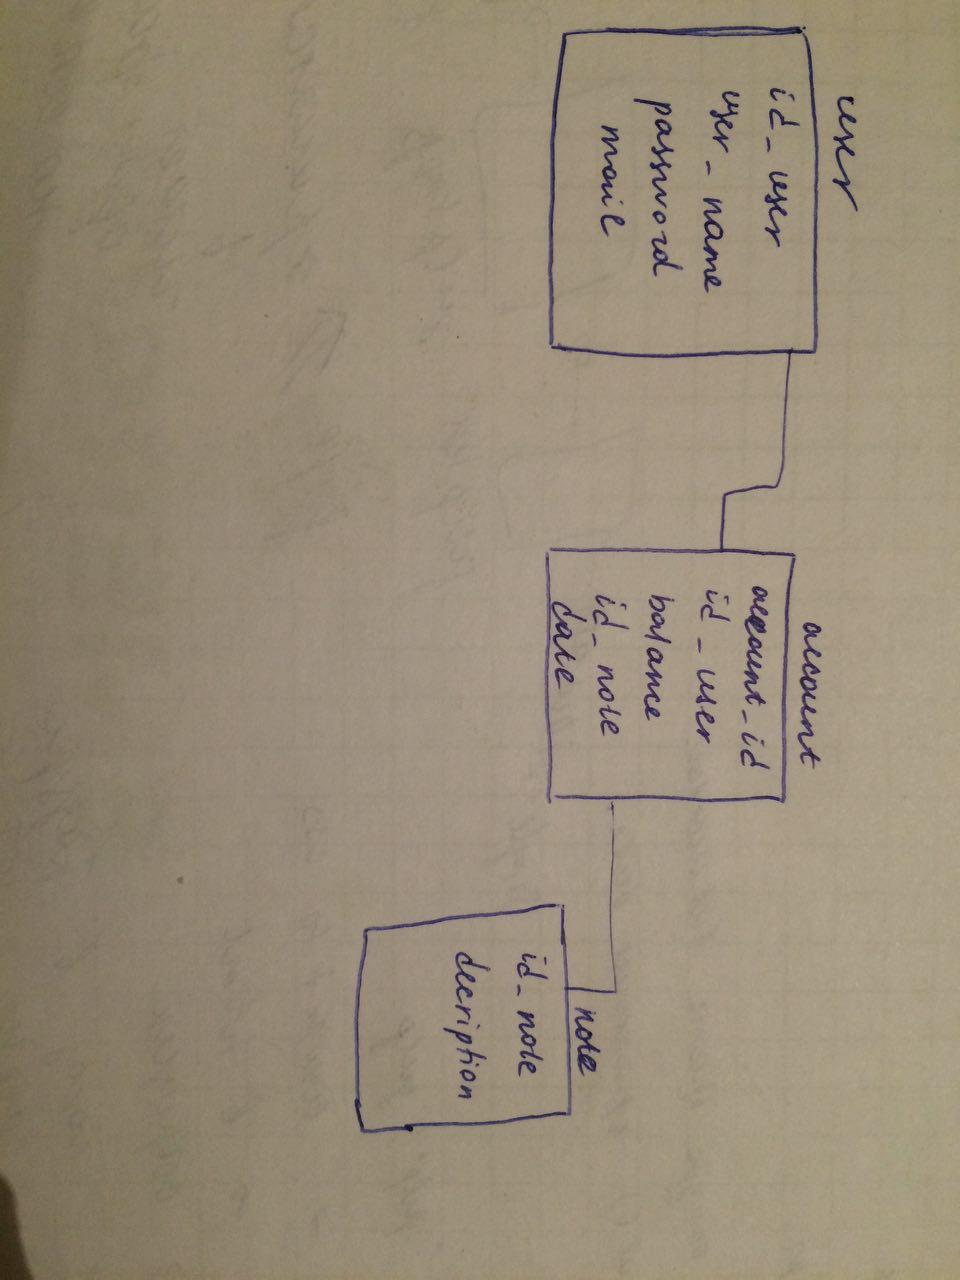 user
id_user
user_name
password
mail
account
account_id
id_user
balance
id_note
date
note
id_note
decription